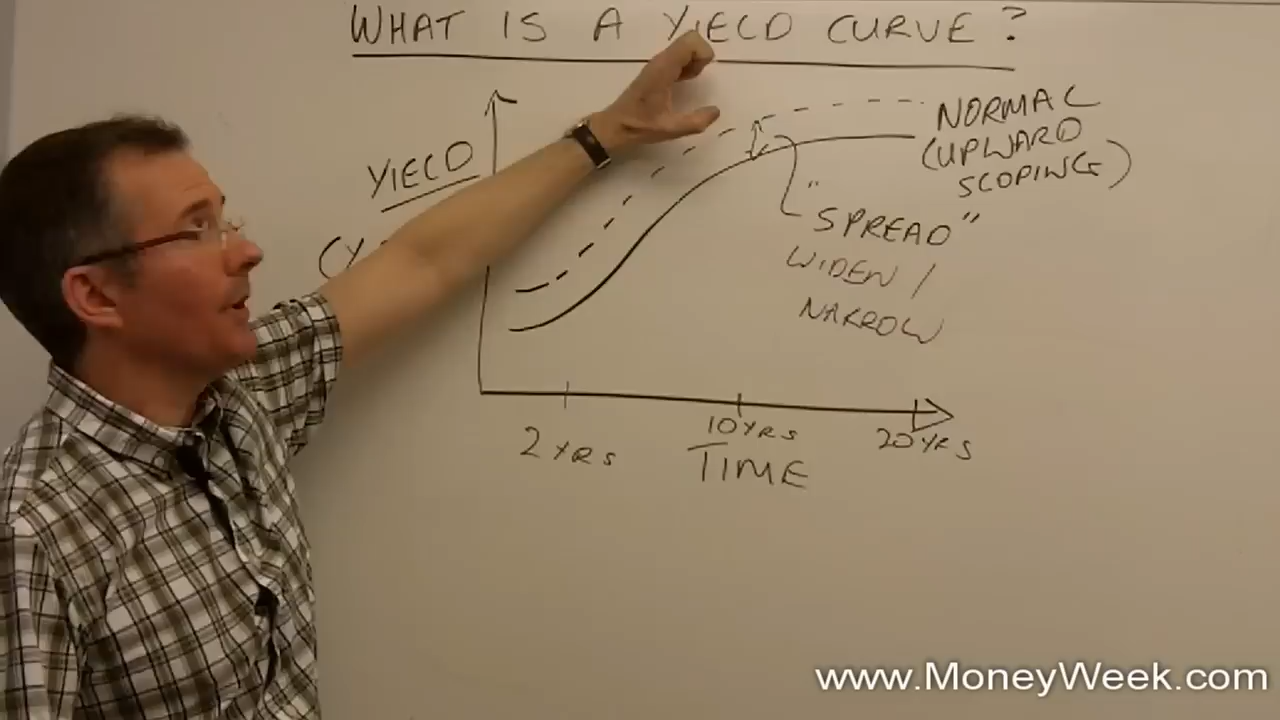 WHAT IS A YIELD CURVE?
YIELD
NORMAL
(UPWARD
SCOPING)
"SPREAD"
WIDEN /
NARROW
2 YRS
10 YRS
20 YRS
TIME
www.MoneyWeek.com